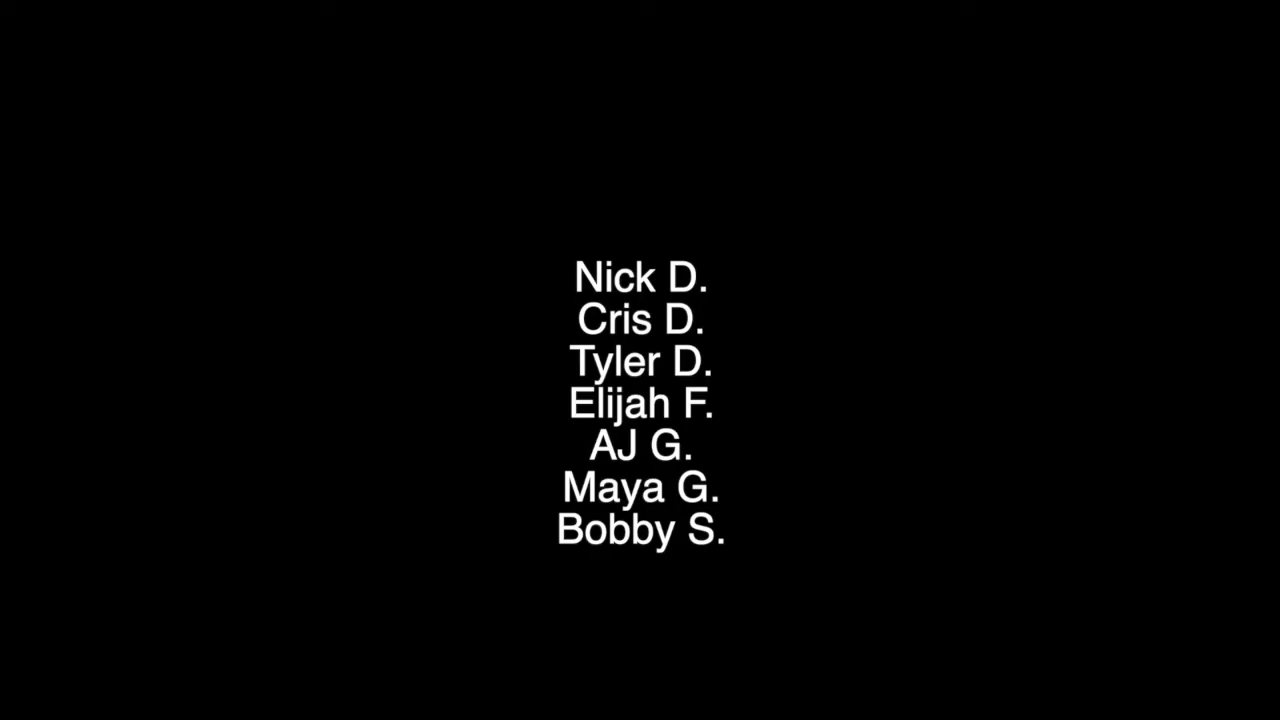 Nick D.
Cris D.
Tyler D.
Elijah F.
AJ G.
Maya G.
Bobby S.